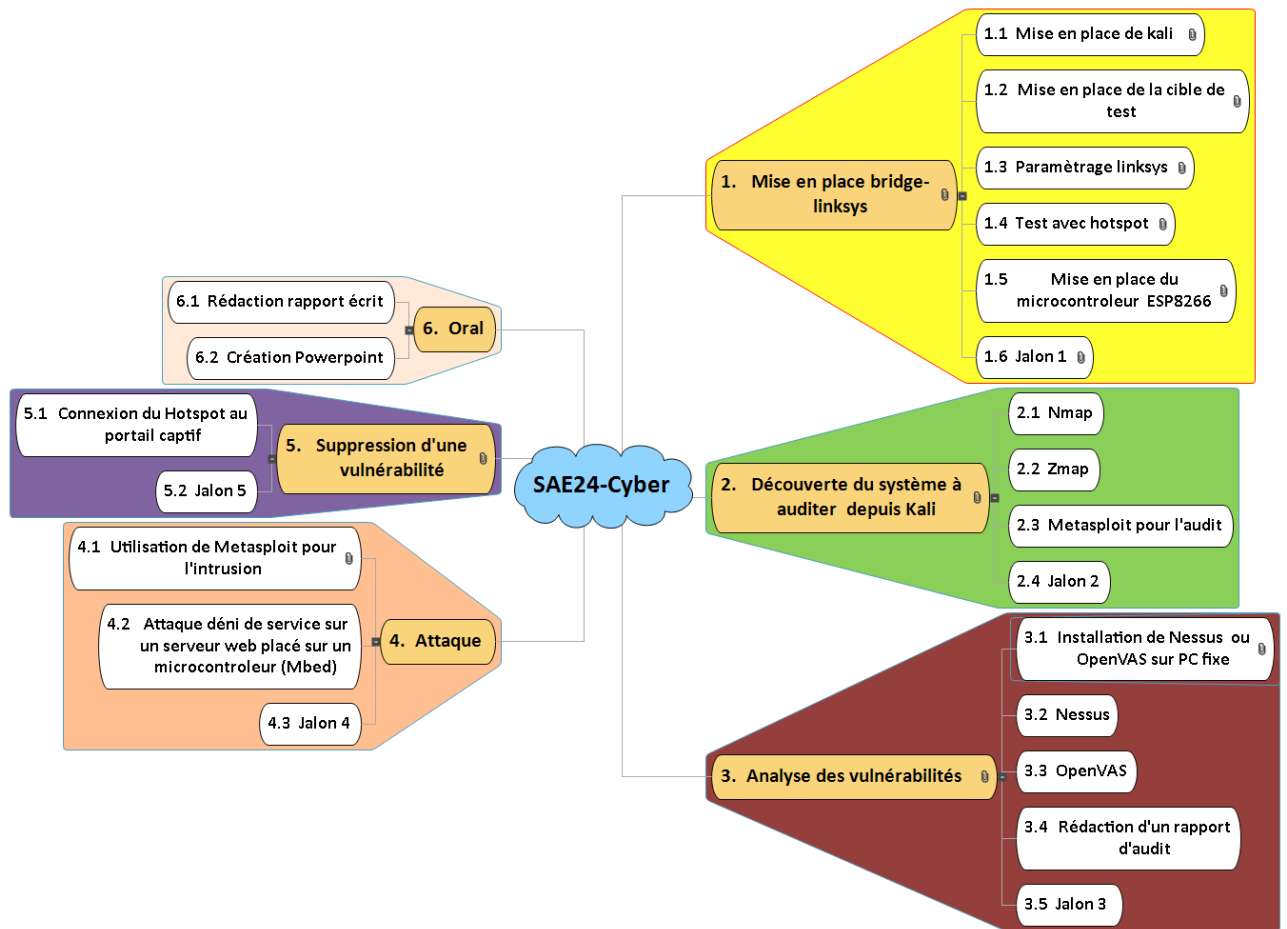 SAE24-Cyber
1. Mise en place bridge-
linksys
1.1 Mise en place de kali
1.2 Mise en place de la cible de
test
1.3 Paramètrage linksys
1.4 Test avec hotspot
1.5 Mise en place du
microcontroleur ESP8266
1.6 Jalon 1
2. Découverte du système à
auditer depuis Kali
2.1 Nmap
2.2 Zmap
2.3 Metasploit pour l'audit
2.4 Jalon 2
3. Analyse des vulnérabilités
3.1 Installation de Nessus ou
OpenVAS sur PC fixe
3.2 Nessus
3.3 OpenVAS
3.4 Rédaction d'un rapport
d'audit
3.5 Jalon 3
4. Attaque
4.1 Utilisation de Metasploit pour
l'intrusion
4.2 Attaque déni de service sur
un serveur web placé sur un
microcontroleur (Mbed)
4.3 Jalon 4
5. Suppression d'une
vulnérabilité
5.1 Connexion du Hotspot au
portail captif
5.2 Jalon 5
6. Oral
6.1 Rédaction rapport écrit
6.2 Création Powerpoint